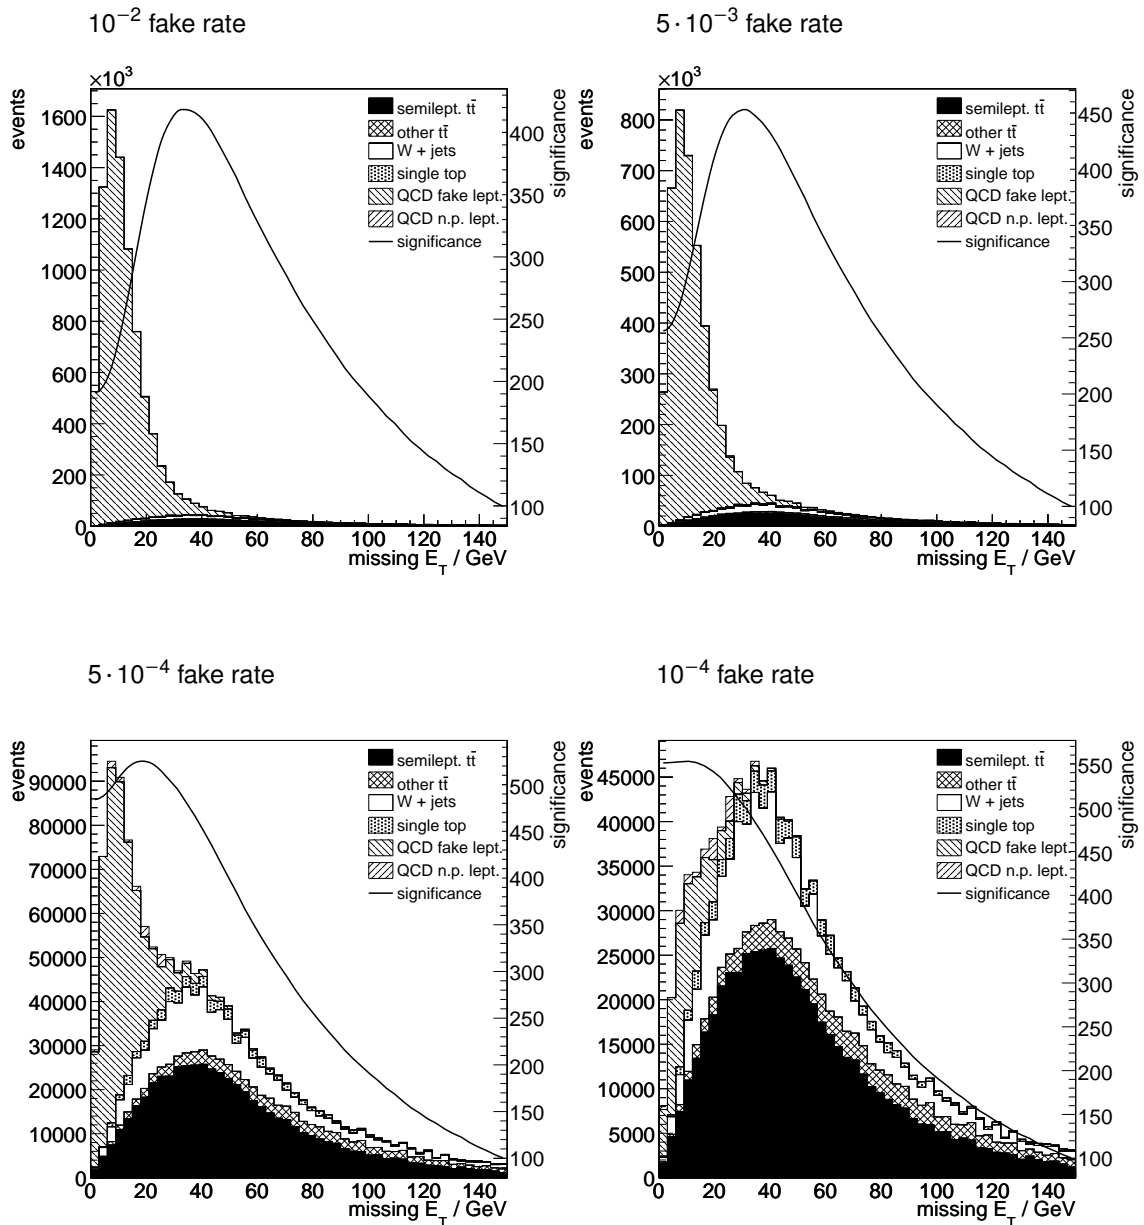 10⁻² fake rate
×10³
events
1600
1400
1200
1000
800
600
400
200
0
semilept. tt̄
other tt̄
W + jets
single top
QCD fake lept.
QCD n.p. lept.
significance
significance
400
350
300
250
200
150
100
0 20 40 60 80 100 120 140
missing E_T / GeV
5 · 10⁻³ fake rate
×10³
events
800
700
600
500
400
300
200
100
0
semilept. tt̄
other tt̄
W + jets
single top
QCD fake lept.
QCD n.p. lept.
significance
significance
450
400
350
300
250
200
150
100
0 20 40 60 80 100 120 140
missing E_T / GeV
5 · 10⁻⁴ fake rate
events
90000
80000
70000
60000
50000
40000
30000
20000
10000
0
semilept. tt̄
other tt̄
W + jets
single top
QCD fake lept.
QCD n.p. lept.
significance
significance
500
450
400
350
300
250
200
150
100
0 20 40 60 80 100 120 140
missing E_T / GeV
10⁻⁴ fake rate
events
45000
40000
35000
30000
25000
20000
15000
10000
5000
0
semilept. tt̄
other tt̄
W + jets
single top
QCD fake lept.
QCD n.p. lept.
significance
significance
550
500
450
400
350
300
250
200
150
100
0 20 40 60 80 100 120 140
missing E_T / GeV